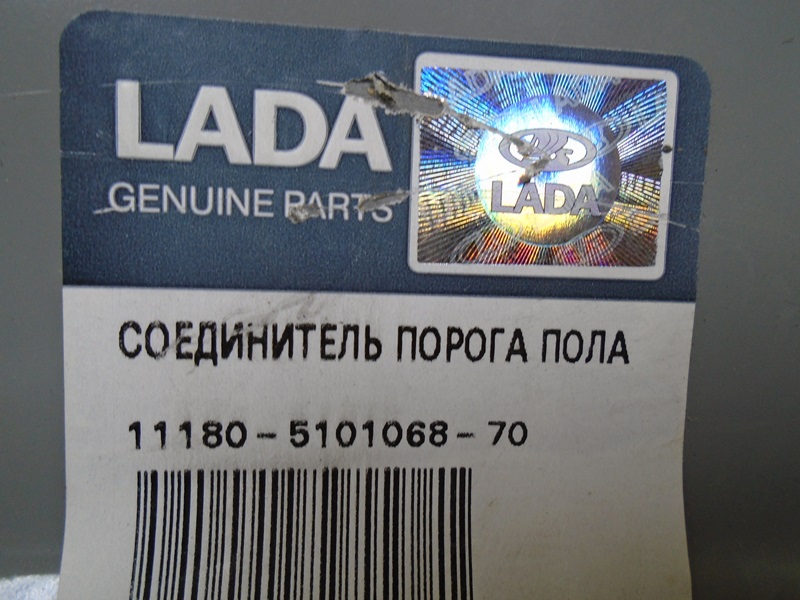 LADA
GENUINE PARTS
LADA
СОЕДИНИТЕЛЬ ПОРОГА ПОЛА
11180-5101068-70